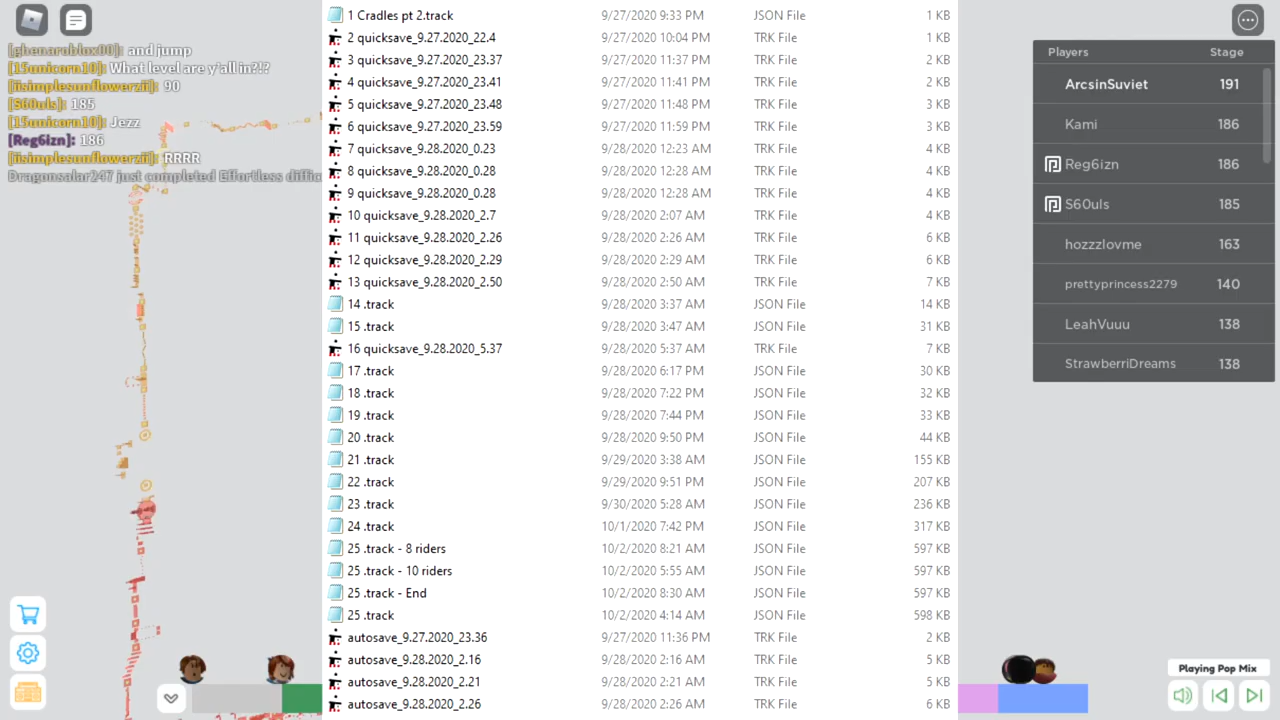 [ghenaroblox00]: and jump
[15unicorn10]: What level are y'all in?!?
[iisimplesunflowerzii]: 90
[S60uls]: 185
[15unicorn10]: Jezz
[Reg6izn]: 186
[iisimplesunflowerzii]: RRRR
Dragonsalar247 just completed Effortless diffic
1 Cradles pt 2.track 9/27/2020 9:33 PM JSON File 1 KB
2 quicksave_9.27.2020_22.4 9/27/2020 10:04 PM TRK File 1 KB
3 quicksave_9.27.2020_23.37 9/27/2020 11:37 PM TRK File 2 KB
4 quicksave_9.27.2020_23.41 9/27/2020 11:41 PM TRK File 2 KB
5 quicksave_9.27.2020_23.48 9/27/2020 11:48 PM TRK File 3 KB
6 quicksave_9.27.2020_23.59 9/27/2020 11:59 PM TRK File 3 KB
7 quicksave_9.28.2020_0.23 9/28/2020 12:23 AM TRK File 4 KB
8 quicksave_9.28.2020_0.28 9/28/2020 12:28 AM TRK File 4 KB
9 quicksave_9.28.2020_0.28 9/28/2020 12:28 AM TRK File 4 KB
10 quicksave_9.28.2020_2.7 9/28/2020 2:07 AM TRK File 4 KB
11 quicksave_9.28.2020_2.26 9/28/2020 2:26 AM TRK File 6 KB
12 quicksave_9.28.2020_2.29 9/28/2020 2:29 AM TRK File 6 KB
13 quicksave_9.28.2020_2.50 9/28/2020 2:50 AM TRK File 7 KB
14 .track 9/28/2020 3:37 AM JSON File 14 KB
15 .track 9/28/2020 3:47 AM JSON File 31 KB
16 quicksave_9.28.2020_5.37 9/28/2020 5:37 AM TRK File 7 KB
17 .track 9/28/2020 6:17 PM JSON File 30 KB
18 .track 9/28/2020 7:22 PM JSON File 32 KB
19 .track 9/28/2020 7:44 PM JSON File 33 KB
20 .track 9/28/2020 9:50 PM JSON File 44 KB
21 .track 9/29/2020 3:38 AM JSON File 155 KB
22 .track 9/29/2020 9:51 PM JSON File 207 KB
23 .track 9/30/2020 5:28 AM JSON File 236 KB
24 .track 10/1/2020 7:42 PM JSON File 317 KB
25 .track - 8 riders 10/2/2020 8:21 AM JSON File 597 KB
25 .track - 10 riders 10/2/2020 5:55 AM JSON File 597 KB
25 .track - End 10/2/2020 8:30 AM JSON File 597 KB
25 .track 10/2/2020 4:14 AM JSON File 598 KB
autosave_9.27.2020_23.36 9/27/2020 11:36 PM TRK File 2 KB
autosave_9.28.2020_2.16 9/28/2020 2:16 AM TRK File 5 KB
autosave_9.28.2020_2.21 9/28/2020 2:21 AM TRK File 5 KB
autosave_9.28.2020_2.26 9/28/2020 2:26 AM TRK File 6 KB
Players Stage
ArcsinSuviet 191
Kami 186
Reg6izn 186
S60uls 185
hozzzlovme 163
prettyprincess2279 140
LeahVuuu 138
StrawberriDreams 138
Playing Pop Mix